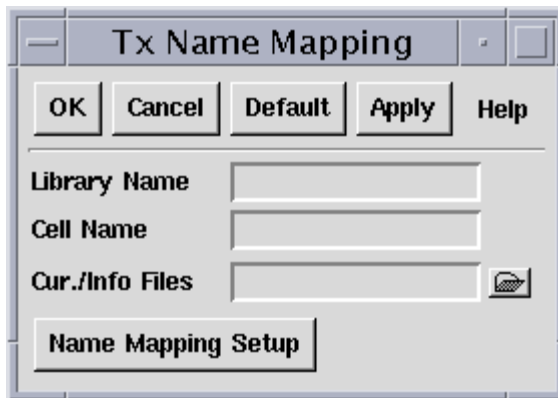 Tx Name Mapping
OK Cancel Default Apply Help
Library Name
Cell Name
Cur./Info Files
Name Mapping Setup